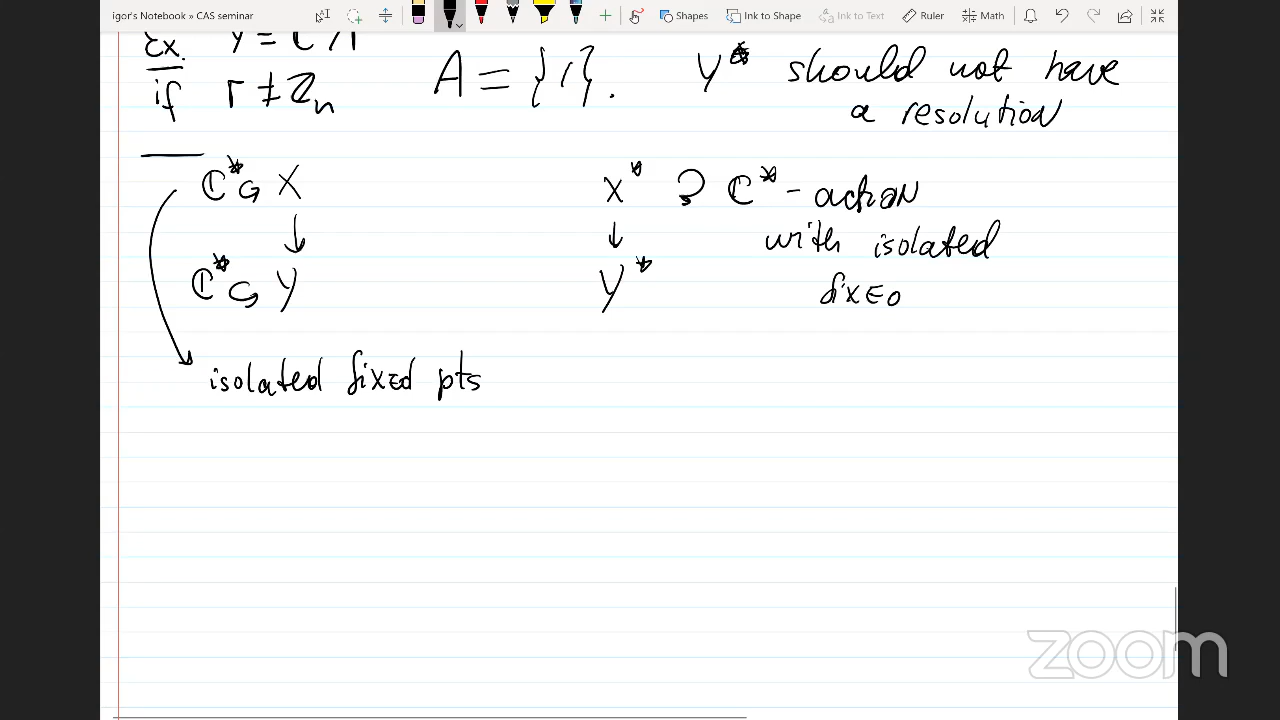 igor's Notebook » CAS seminar
Shapes Ink to Shape Ink to Text Ruler Math
Ex. Y = ℂ²/Γ
if Γ ≠ ℤn A = {1}. Y* should not have
a resolution
ℂ* G X X* ? ℂ* - action
↓ ↓ with isolated
ℂ* G Y Y* fixed
isolated fixed pts
zoom